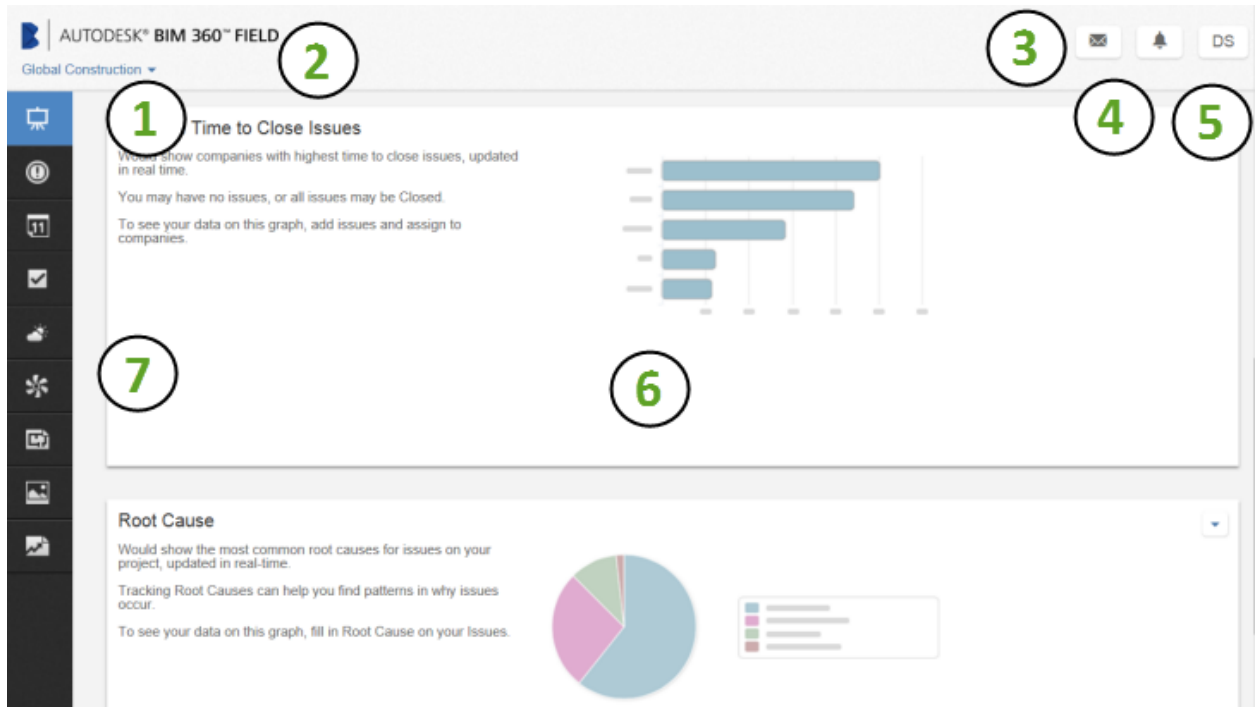 AUTODESK® BIM 360™ FIELD
Global Construction
1
2
3
4
5
DS
11
Time to Close Issues
show companies with highest time to close issues, updated
in real time.
You may have no issues, or all issues may be Closed.
To see your data on this graph, add issues and assign to
companies.
7
6
Root Cause
Would show the most common root causes for issues on your
project, updated in real-time.
Tracking Root Causes can help you find patterns in why issues
occur.
To see your data on this graph, fill in Root Cause on your Issues.